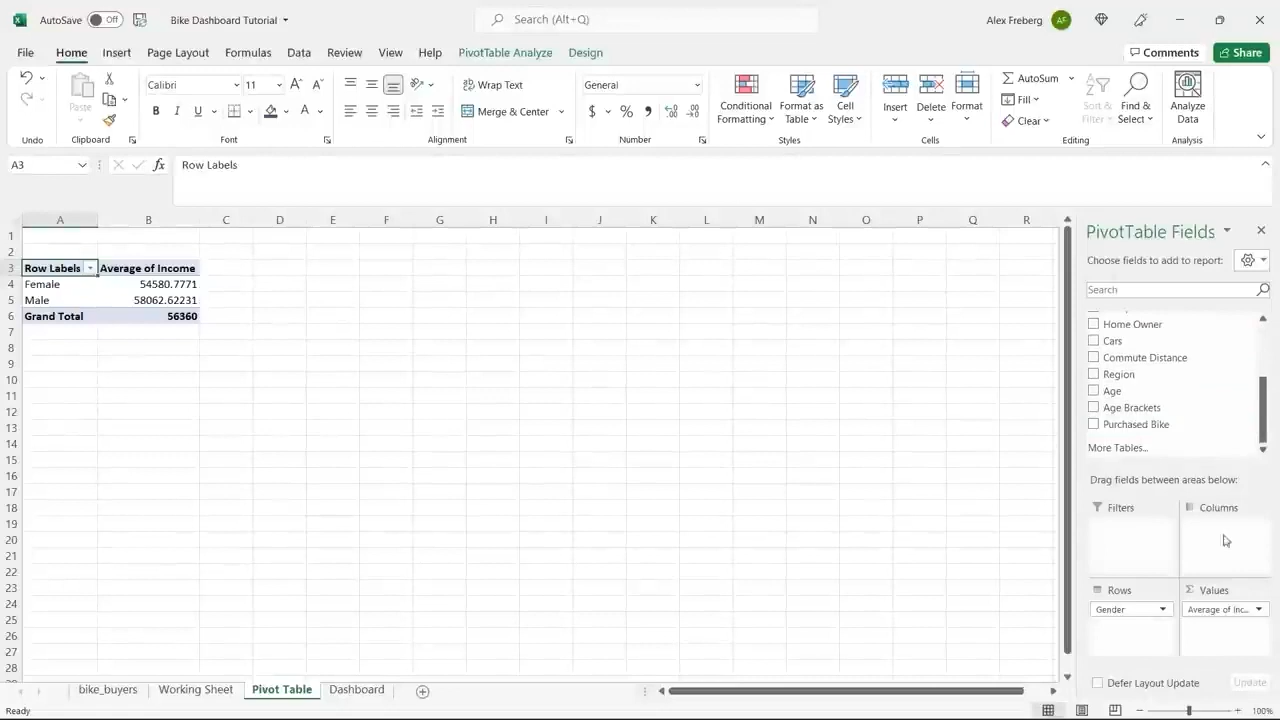 AutoSave Off Bike Dashboard Tutorial Search (Alt+Q) Alex Freberg AF
File Home Insert Page Layout Formulas Data Review View Help PivotTable Analyze Design Comments Share
Calibri 11 Wrap Text General AutoSum
Paste Merge & Center Conditional Formatting Format as Table Cell Styles Insert Delete Format Fill Clear Sort & Filter Find & Select Analyze Data
Undo Clipboard Font Alignment Number Styles Cells Editing Analysis
A3 fx Row Labels
A B C D E F G H I J K L M N O P Q R
1
2
3 Row Labels Average of Income
4 Female 54580.7771
5 Male 58062.62231
6 Grand Total 56360
7
8
9
10
11
12
13
14
15
16
17
18
19
20
21
22
23
24
25
26
27
28
PivotTable Fields
Choose fields to add to report:
Search
Home Owner
Cars
Commute Distance
Region
Age
Age Brackets
Purchased Bike
More Tables...
Drag fields between areas below:
Filters Columns
Rows Σ Values
Gender Average of Inc...
Defer Layout Update Update
bike_buyers Working Sheet Pivot Table Dashboard
Ready 100%